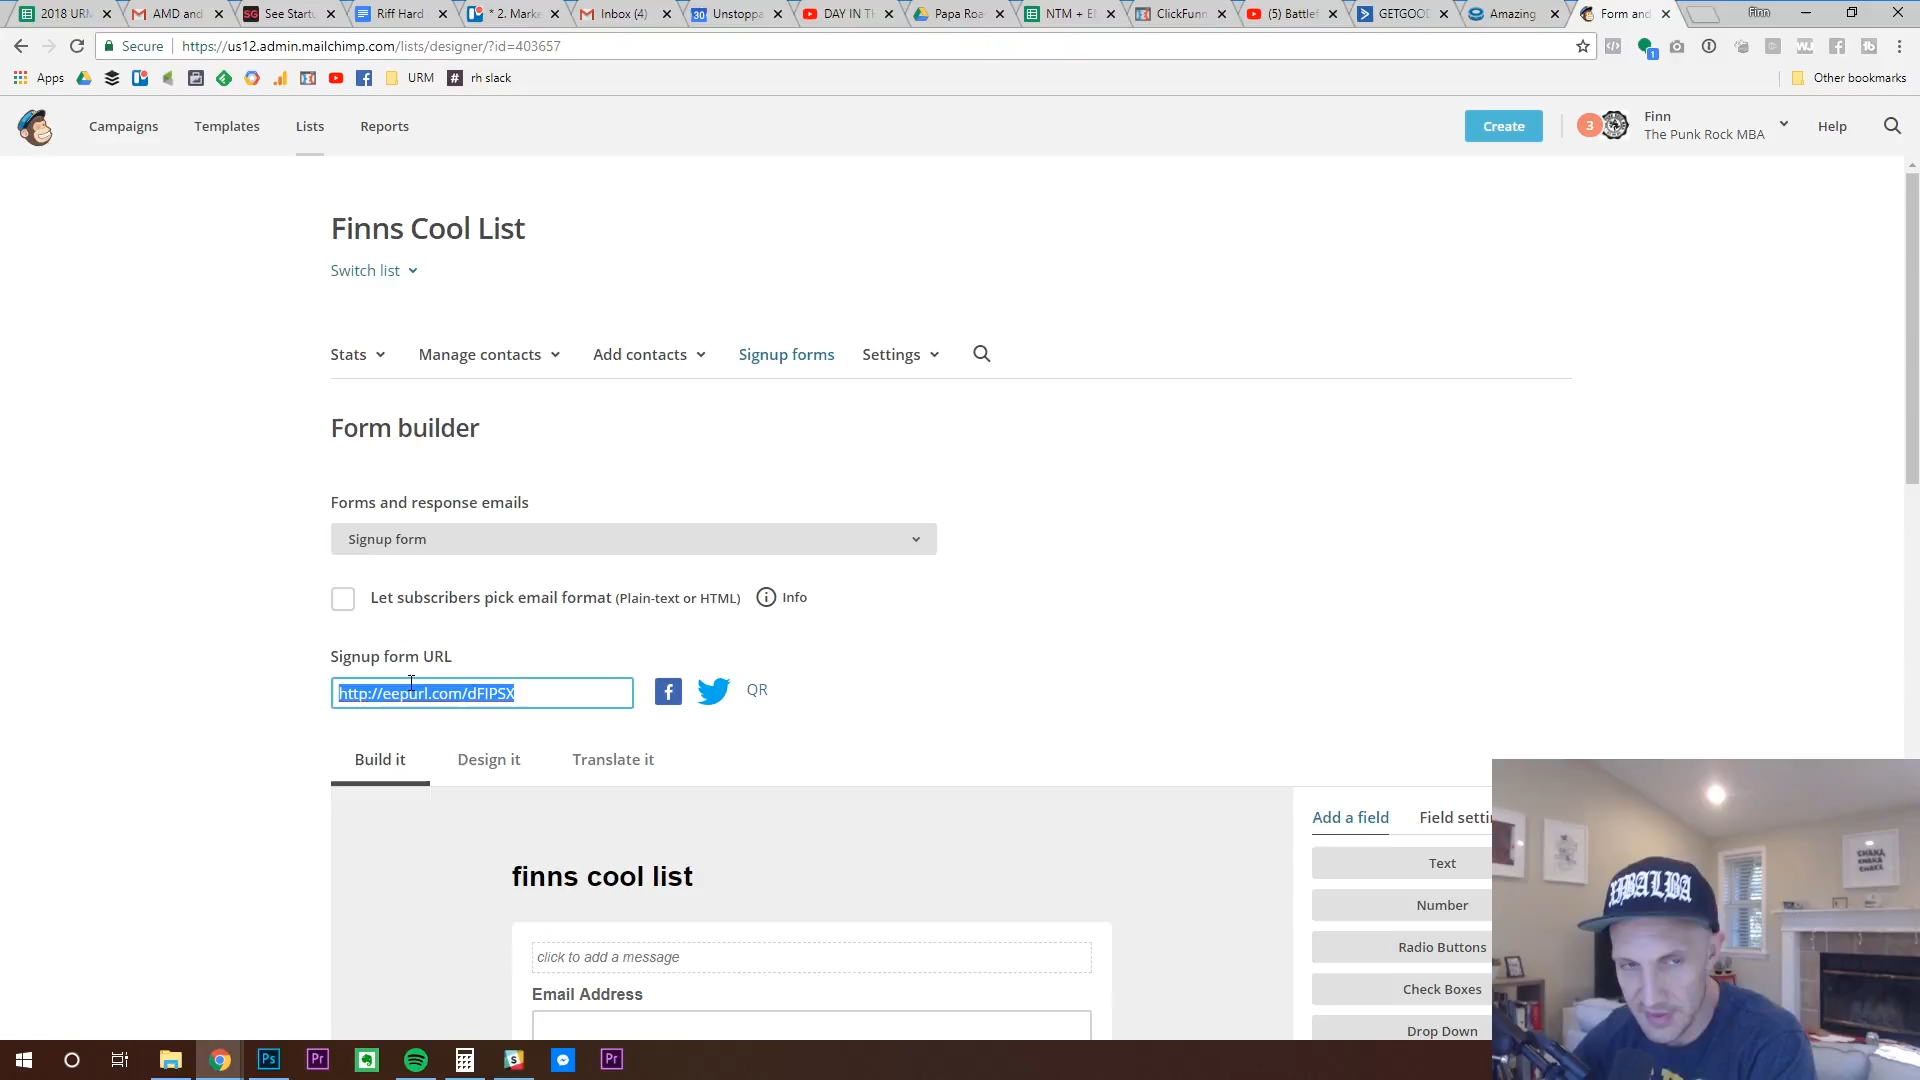 2018 URM
AMD and
See Startu
Riff Hard
* 2. Marke
Inbox (4)
Unstoppa
DAY IN TH
Papa Roa
NTM + E
ClickFunn
(5) Battlef
GETGOOD
Amazing
Form and
Finn
Secure
https://us12.admin.mailchimp.com/lists/designer/?id=403657
Apps
URM
rh slack
Other bookmarks
Campaigns
Templates
Lists
Reports
Create
3
Finn
The Punk Rock MBA
Help
Finns Cool List
Switch list
Stats
Manage contacts
Add contacts
Signup forms
Settings
Form builder
Forms and response emails
Signup form
Let subscribers pick email format (Plain-text or HTML)
Info
Signup form URL
http://eepurl.com/dFIPSX
QR
Build it
Design it
Translate it
Add a field
Field setti
finns cool list
Text
Number
click to add a message
Radio Buttons
Email Address
Check Boxes
Drop Down
XIBALBA
CHAKA
KHAKA
CHAKA